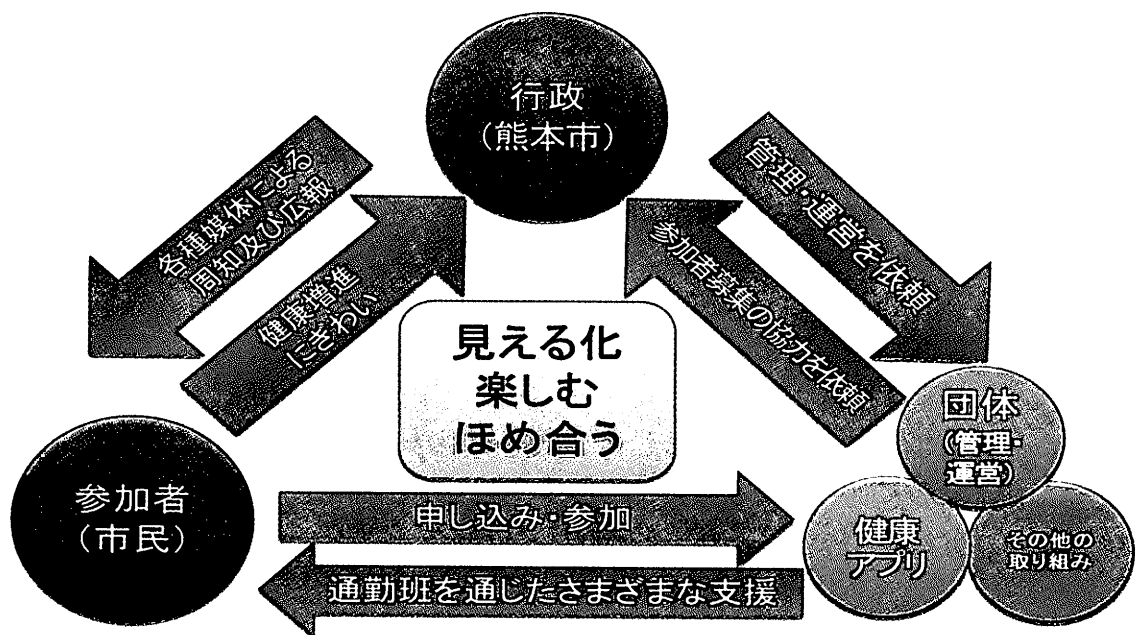 行政
(熊本市)
各種媒体による
周知及び広報
健康増進
にぎわい
管理・運営を依頼
参加者募集の協力を依頼
見える化
楽しむ
ほめ合う
参加者
(市民)
団体
(管理・
運営)
健康
アプリ
その他の
取り組み
申し込み・参加
通勤班を通じたさまざまな支援